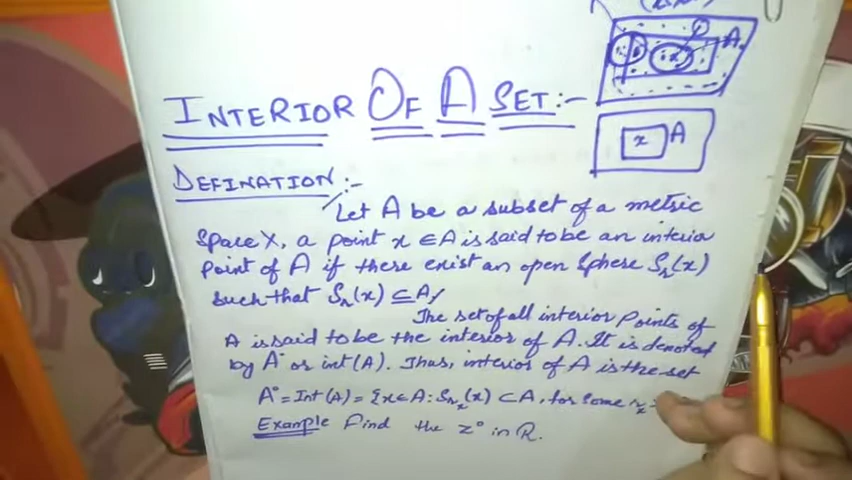 INTERIOR OF A SET:-
A
x A
DEFINATION:-
Let A be a subset of a metric
Space X, a point x ∈ A is said to be an interior
point of A if there exist an open sphere Sr(x)
such that Sr(x) ⊆ A/
The set of all interior points of
A is said to be the interior of A. It is denoted
by A° or int(A). Thus, interior of A is the set
A° = Int(A) = {x ∈ A : Srx(x) ⊂ A, for some rx
Example Find the Z° in R.